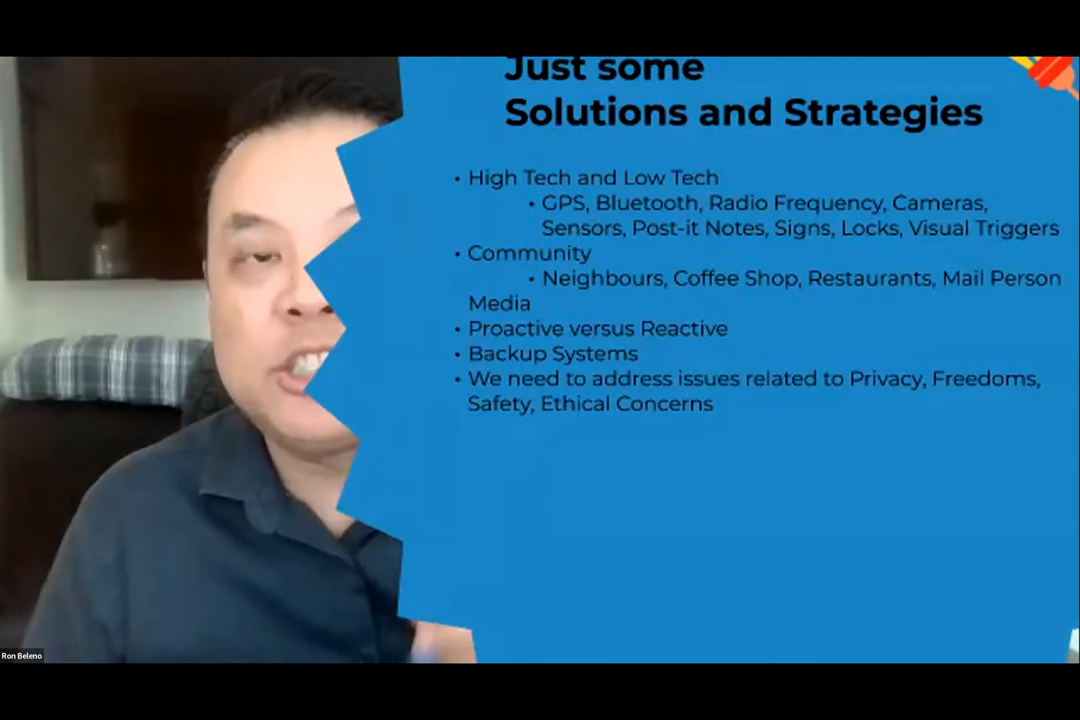 Just some
Solutions and Strategies
• High Tech and Low Tech
• GPS, Bluetooth, Radio Frequency, Cameras,
Sensors, Post-it Notes, Signs, Locks, Visual Triggers
• Community
• Neighbours, Coffee Shop, Restaurants, Mail Person
Media
• Proactive versus Reactive
• Backup Systems
• We need to address issues related to Privacy, Freedoms,
Safety, Ethical Concerns
Ron Beleno